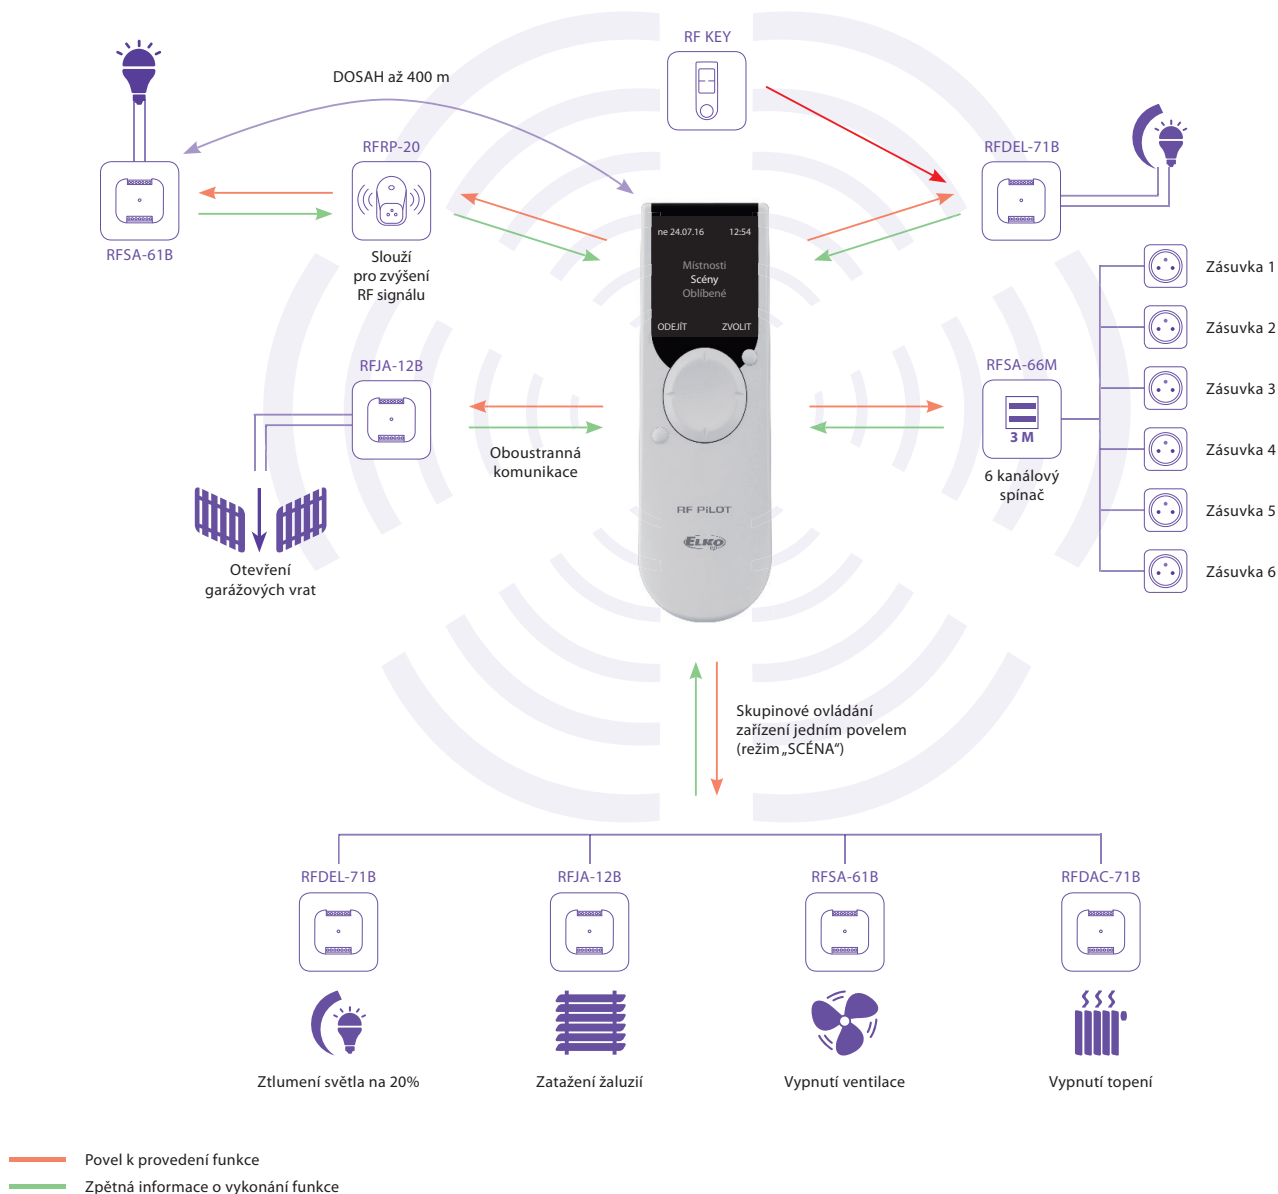 RF KEY
DOSAH až 400 m
RFRP-20
RFDEL-71B
RFSA-61B
Slouží
pro zvýšení
RF signálu
ne 24.07.16 12:54
Místnosti
Scény
Oblíbené
ODEJÍT ZVOLIT
Zásuvka 1
Zásuvka 2
RFJA-12B
RFSA-66M
Zásuvka 3
3 M
Oboustranná
komunikace
6 kanálový
spínač
Zásuvka 4
Zásuvka 5
RF PiLOT
ELKO
EP
Otevření
garážových vrat
Zásuvka 6
Skupinové ovládání
zařízení jedním povelem
(režim „SCÉNA“)
RFDEL-71B
RFJA-12B
RFSA-61B
RFDAC-71B
Ztlumení světla na 20%
Zatažení žaluzií
Vypnutí ventilace
Vypnutí topení
Povel k provedení funkce
Zpětná informace o vykonání funkce